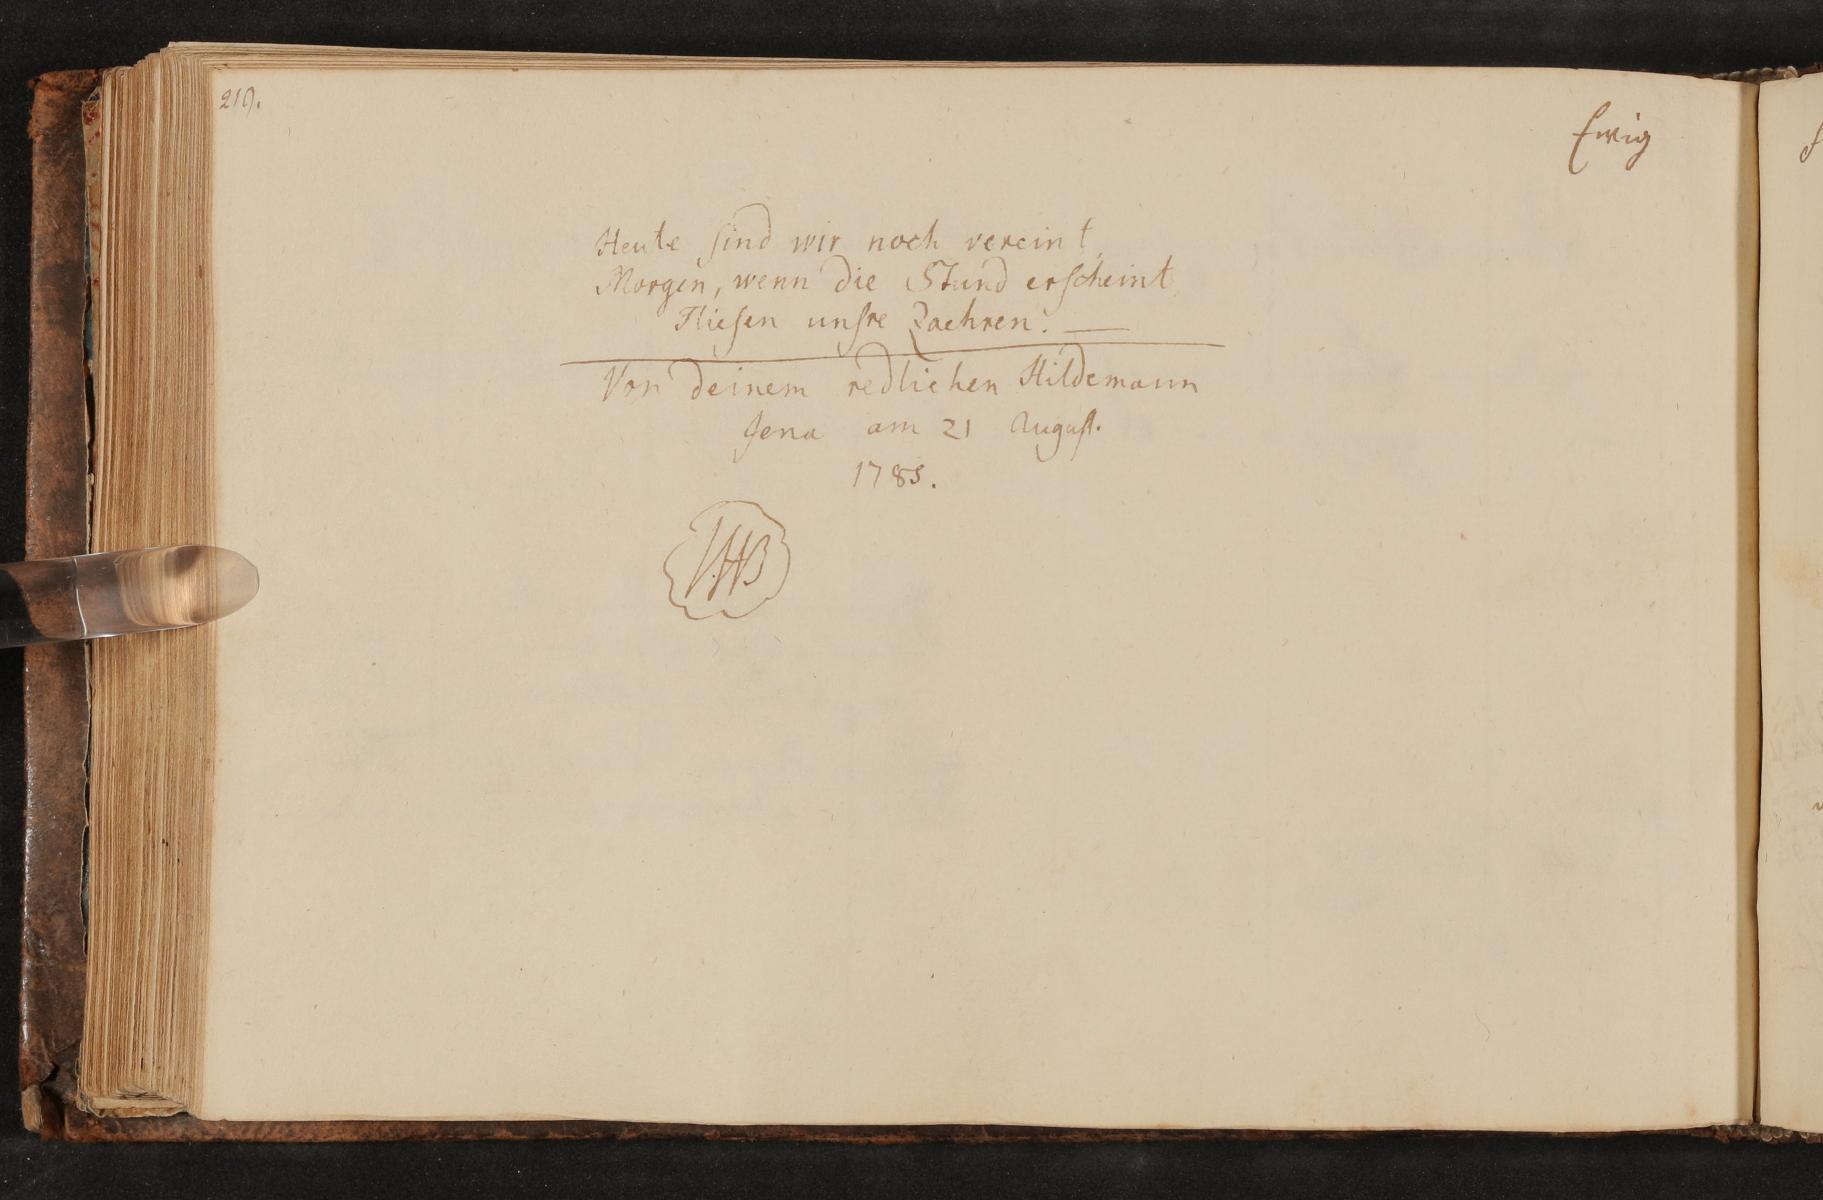 219.
Ewig
Heute sind wir noch vereint,
Morgen, wenn die Stund erscheint
Fliesen unsre Zaehren. —
Von deinem redlichen Hildemann
Jena am 21 August.
1785.